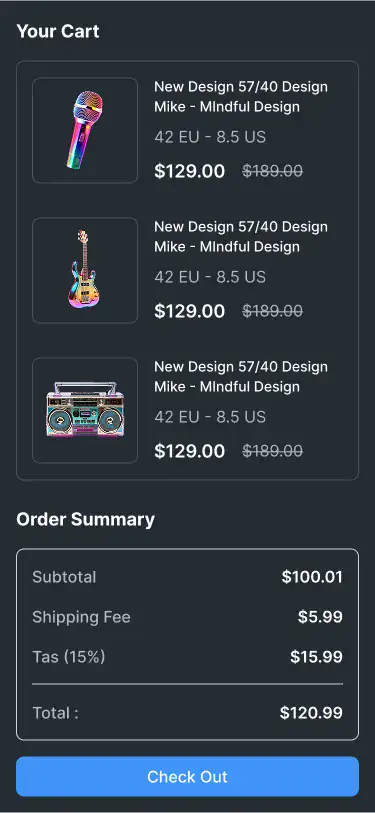 Your Cart
New Design 57/40 Design
Mike - MIndful Design
42 EU - 8.5 US
$129.00 $189.00
New Design 57/40 Design
Mike - MIndful Design
42 EU - 8.5 US
$129.00 $189.00
New Design 57/40 Design
Mike - MIndful Design
42 EU - 8.5 US
$129.00 $189.00
Order Summary
Subtotal $100.01
Shipping Fee $5.99
Tas (15%) $15.99
Total : $120.99
Check Out